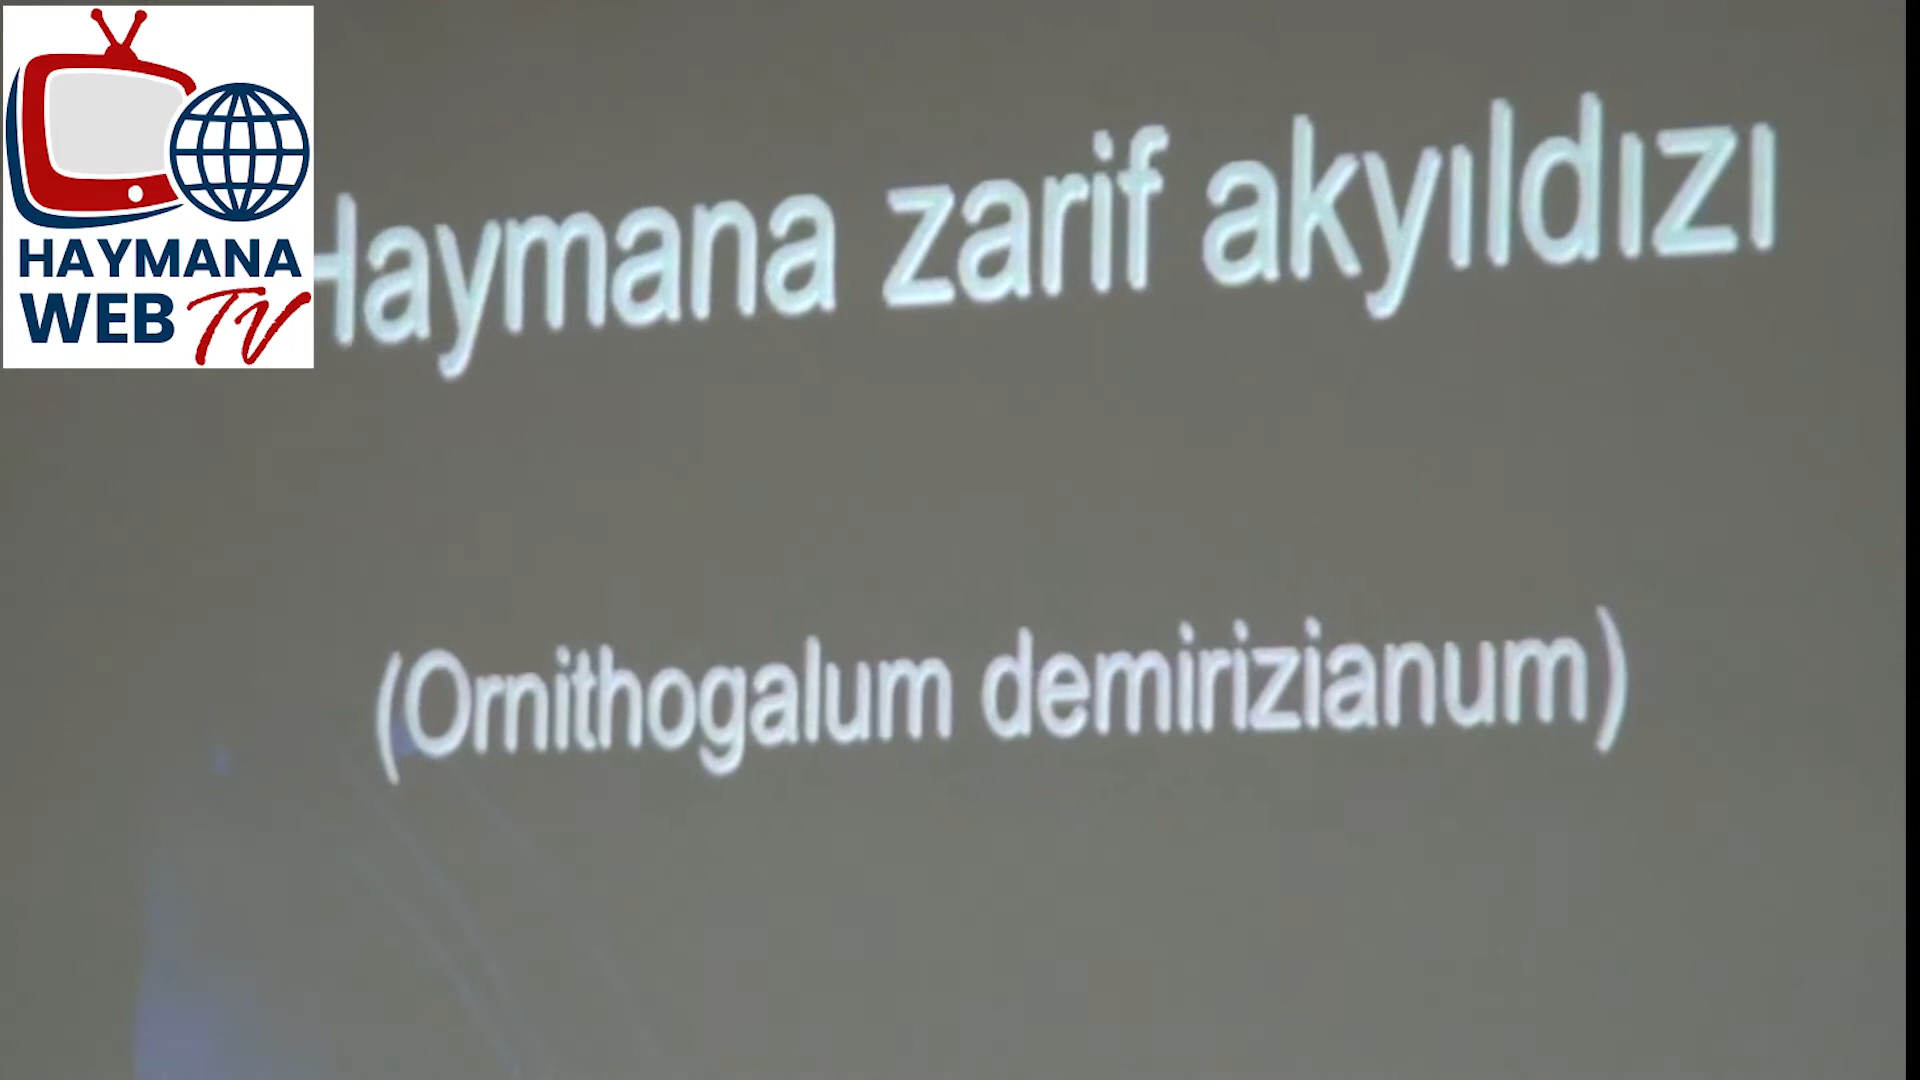 HAYMANA
WEB TV
Haymana zarif akyıldızı
(Ornithogalum demirizianum)